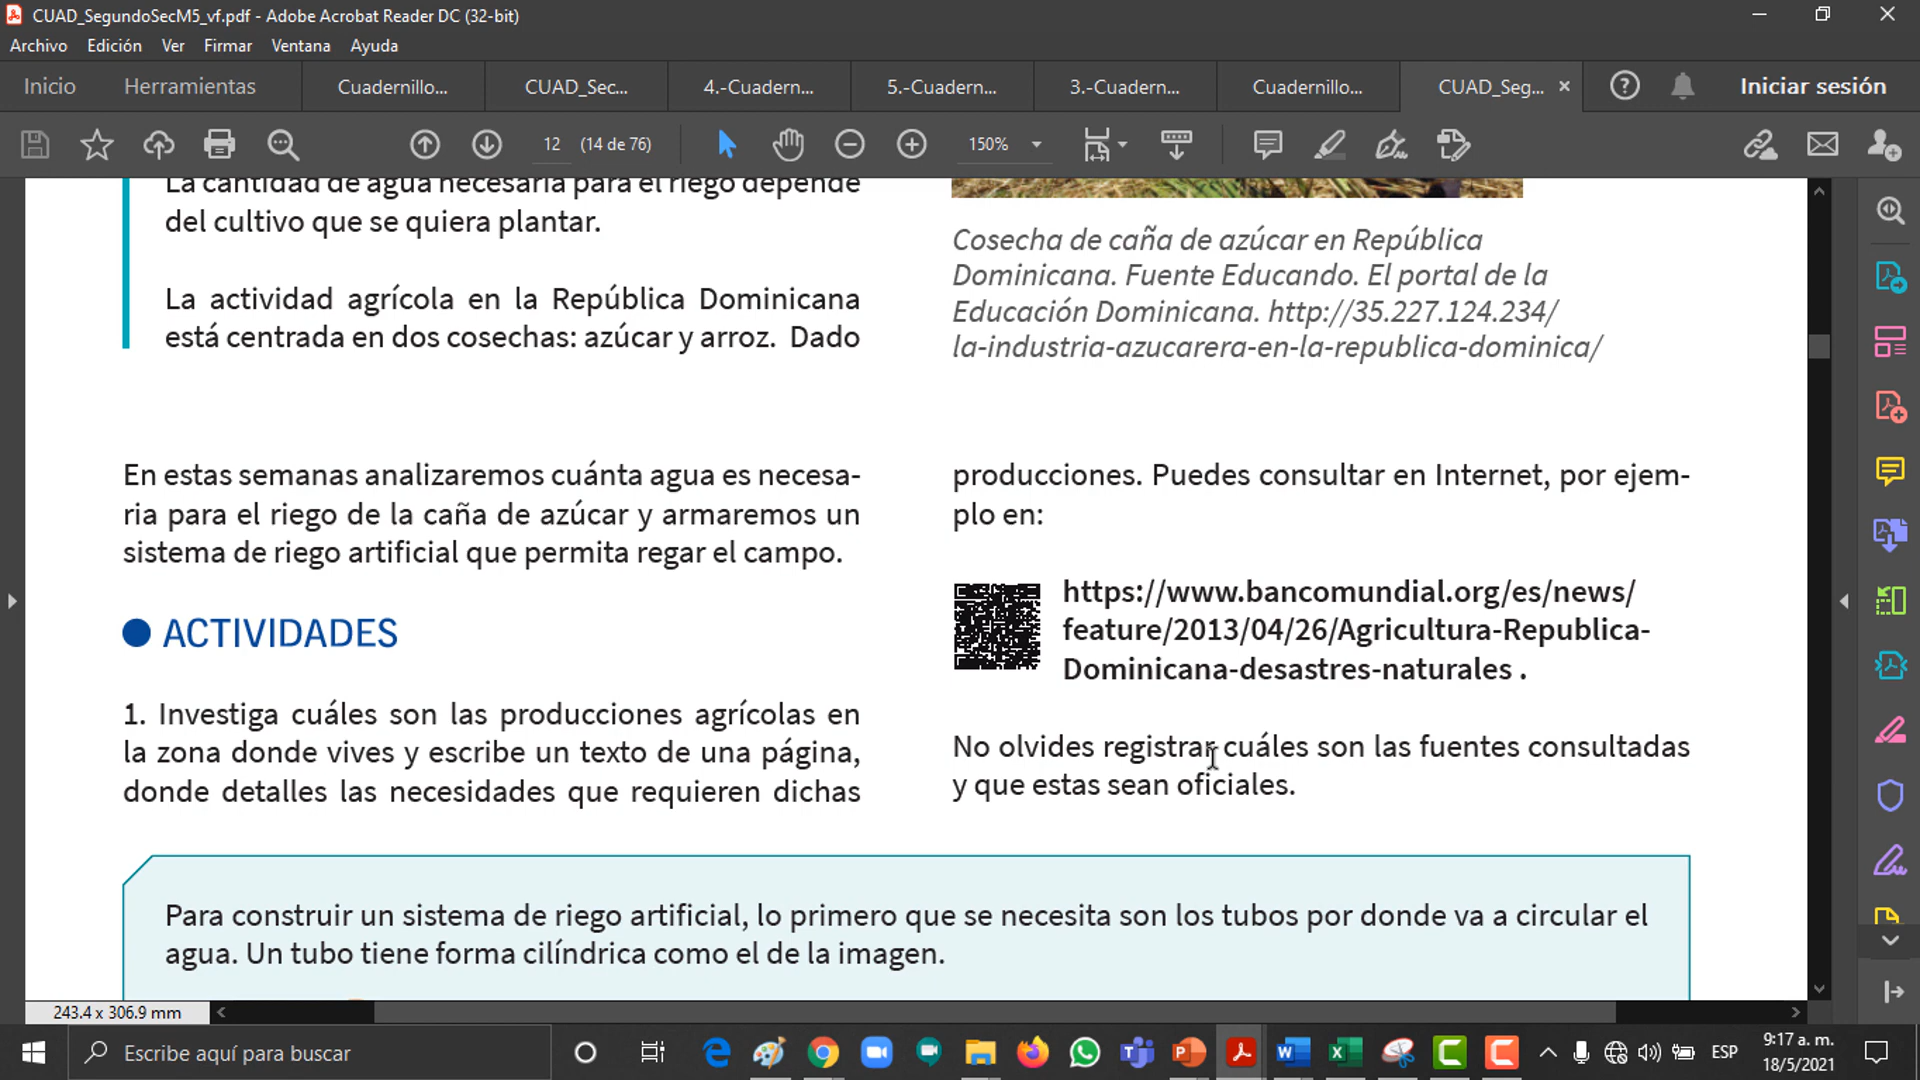 CUAD_SegundoSecM5_vf.pdf - Adobe Acrobat Reader DC (32-bit)
Archivo Edición Ver Firmar Ventana Ayuda
Inicio Herramientas Cuadernillo... CUAD_Sec... 4.-Cuadern... 5.-Cuadern... 3.-Cuadern... Cuadernillo... CUAD_Seg... Iniciar sesión
12 (14 de 76) 150%
La cantidad de agua necesaria para el riego depende
del cultivo que se quiera plantar.
La actividad agrícola en la República Dominicana
está centrada en dos cosechas: azúcar y arroz. Dado
Cosecha de caña de azúcar en República
Dominicana. Fuente Educando. El portal de la
Educación Dominicana. http://35.227.124.234/
la-industria-azucarera-en-la-republica-dominica/
En estas semanas analizaremos cuánta agua es necesa-
ria para el riego de la caña de azúcar y armaremos un
sistema de riego artificial que permita regar el campo.
ACTIVIDADES
1. Investiga cuáles son las producciones agrícolas en
la zona donde vives y escribe un texto de una página,
donde detalles las necesidades que requieren dichas
producciones. Puedes consultar en Internet, por ejem-
plo en:
https://www.bancomundial.org/es/news/
feature/2013/04/26/Agricultura-Republica-
Dominicana-desastres-naturales .
No olvides registrar cuáles son las fuentes consultadas
y que estas sean oficiales.
Para construir un sistema de riego artificial, lo primero que se necesita son los tubos por donde va a circular el
agua. Un tubo tiene forma cilíndrica como el de la imagen.
243.4 x 306.9 mm
Escribe aquí para buscar
ESP
9:17 a. m.
18/5/2021